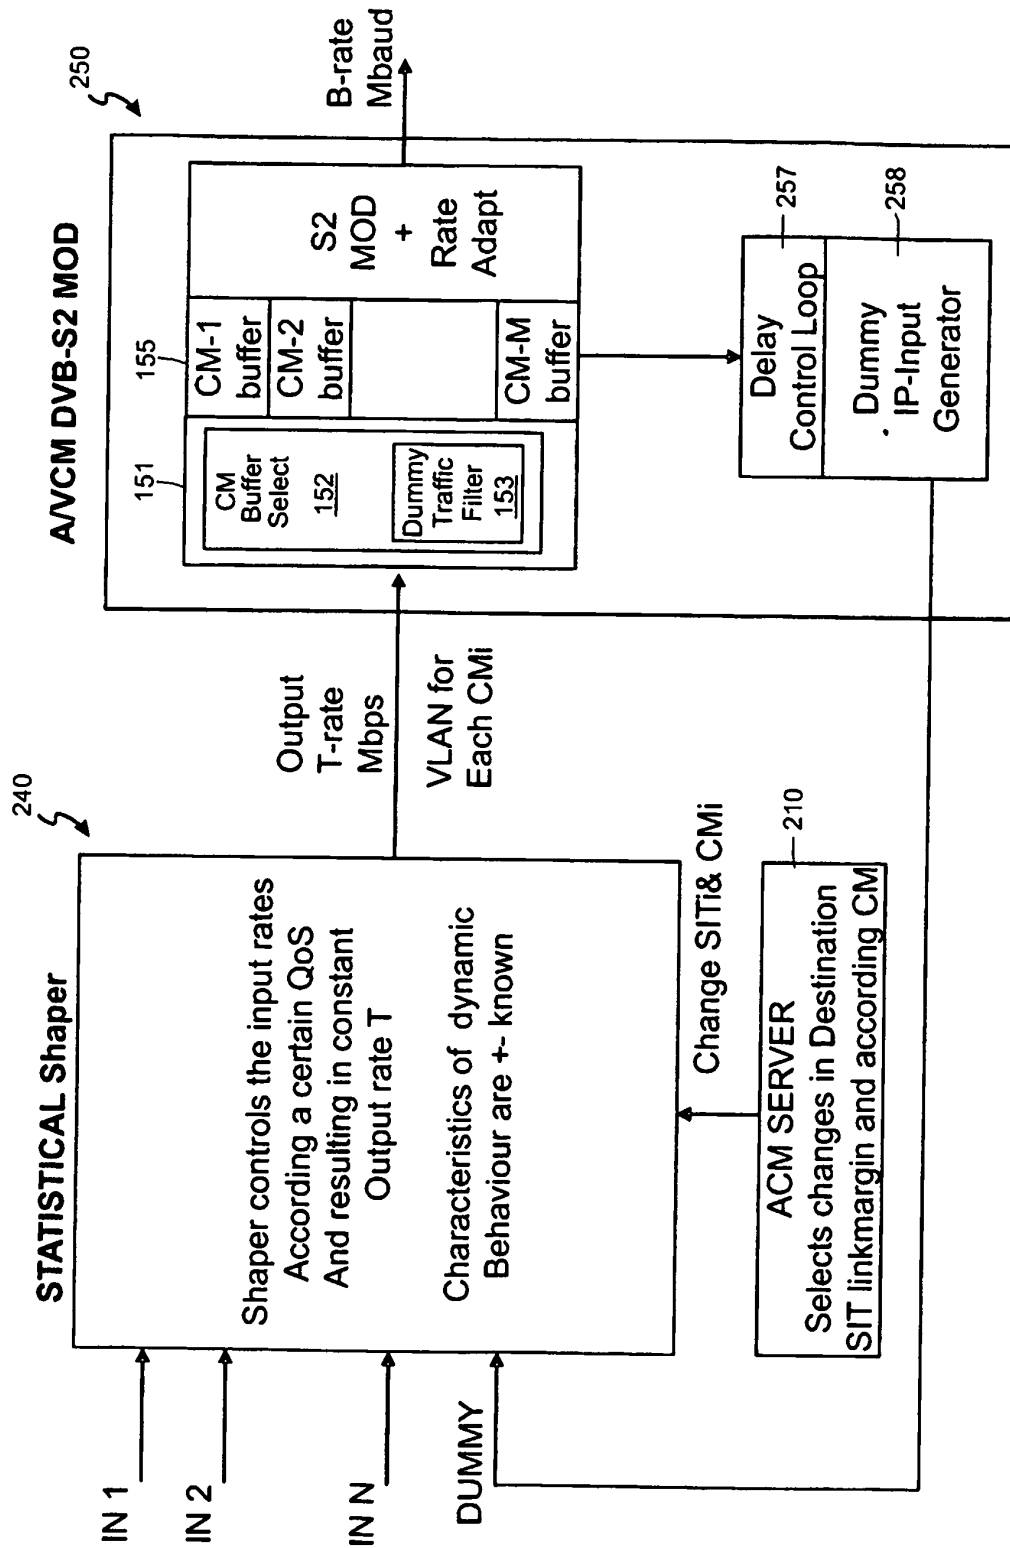 STATISTICAL Shaper
240
IN 1
IN 2
IN N
DUMMY
Shaper controls the input rates
According a certain QoS
And resulting in constant
Output rate T
Characteristics of dynamic
Behaviour are +- known
Change SITi& CMi
ACM SERVER
Selects changes in Destination
SIT linkmargin and according CM
210
Output
T-rate
Mbps
VLAN for
Each CMi
A/VCM DVB-S2 MOD
250
151
CM
Buffer
Select
152
Dummy
Traffic
Filter
153
155
CM-1
buffer
CM-2
buffer
CM-M
buffer
S2
MOD
+
Rate
Adapt
B-rate
Mbaud
Delay
Control Loop
257
Dummy
IP-Input
Generator
258